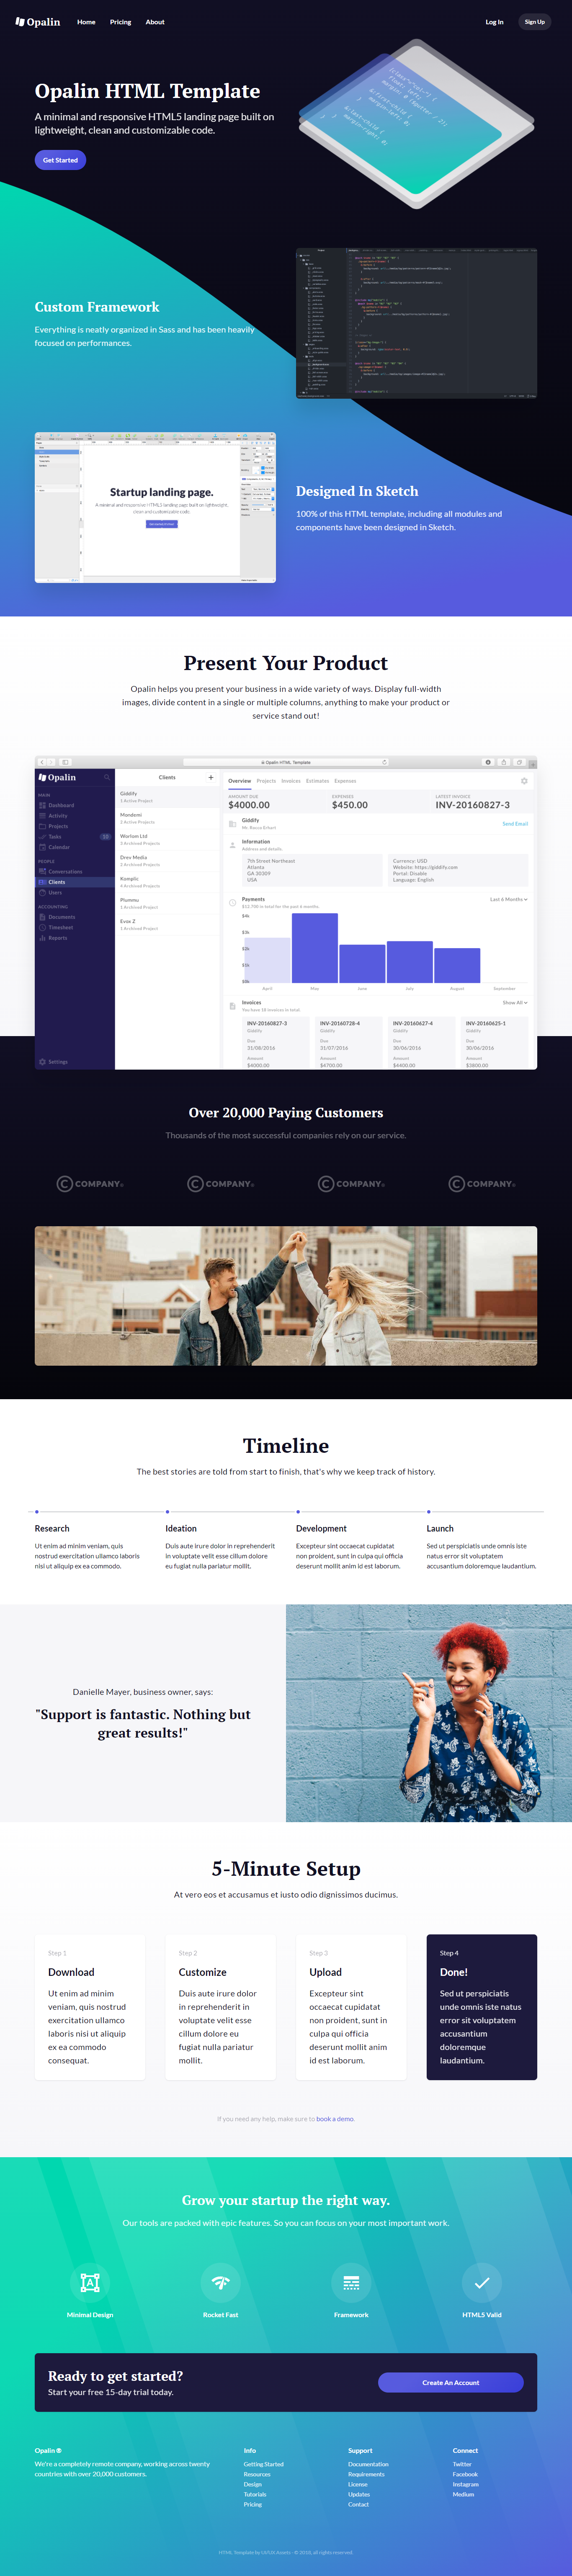 Opalin
Home
Pricing
About
Log In
Sign Up
Opalin HTML Template
A minimal and responsive HTML5 landing page built on
lightweight, clean and customizable code.
Get Started
Custom Framework
Everything is neatly organized in Sass and has been heavily
focused on performances.
Startup landing page.
A minimal and responsive HTML5 landing page built on lightweight,
clean and customizable code.
Designed In Sketch
100% of this HTML template, including all modules and
components have been designed in Sketch.
Present Your Product
Opalin helps you present your business in a wide variety of ways. Display full-width
images, divide content in a single or multiple columns, anything to make your product or
service stand out!
Opalin HTML Template
Opalin
MAIN
Dashboard
Activity
Projects
Tasks
Calendar
PEOPLE
Conversations
Clients
Users
ACCOUNTING
Documents
Timesheet
Reports
Settings
Clients
Giddify
1 Active Project
Mondemi
2 Active Projects
Worlom Ltd
3 Archived Projects
Drev Media
2 Archived Projects
Komplic
4 Archived Projects
Plummu
1 Archived Project
Evox Z
1 Archived Project
Overview
Projects
Invoices
Estimates
Expenses
AMOUNT DUE
$4000.00
EXPENSES
$450.00
LATEST INVOICE
INV-20160827-3
Giddify
Mr. Rocco Erhart
Send Email
Information
Address and details.
7th Street Northeast
Atlanta
GA 30309
USA
Currency: USD
Website: https://giddify.com
Portal: Disable
Language: English
Payments
$13 700 in total for the past 6 months.
Last 6 Months
$4k
$3k
$2k
$1k
$0k
April
May
June
July
August
September
Invoices
You have 18 invoices in total.
Show All
INV-20160827-3
Giddify
Due
31/08/2016
Amount
$4000.00
INV-20160728-4
Giddify
Due
31/07/2016
Amount
$4700.00
INV-20160627-4
Giddify
Due
30/06/2016
Amount
$4400.00
INV-20160625-1
Giddify
Due
30/06/2016
Amount
$3800.00
Over 20,000 Paying Customers
Thousands of the most successful companies rely on our service.
© COMPANY®
© COMPANY®
© COMPANY®
© COMPANY®
Timeline
The best stories are told from start to finish, that's why we keep track of history.
Research
Ut enim ad minim veniam, quis
nostrud exercitation ullamco laboris
nisi ut aliquip ex ea commodo.
Ideation
Duis aute irure dolor in reprehenderit
in voluptate velit esse cillum dolore
eu fugiat nulla pariatur mollit.
Development
Excepteur sint occaecat cupidatat
non proident, sunt in culpa qui officia
deserunt mollit anim id est laborum.
Launch
Sed ut perspiciatis unde omnis iste
natus error sit voluptatem
accusantium doloremque laudantium.
Danielle Mayer, business owner, says:
"Support is fantastic. Nothing but
great results!"
5-Minute Setup
At vero eos et accusamus et iusto odio dignissimos ducimus.
Step 1
Download
Ut enim ad minim
veniam, quis nostrud
exercitation ullamco
laboris nisi ut aliquip
ex ea commodo
consequat.
Step 2
Customize
Duis aute irure dolor
in reprehenderit in
voluptate velit esse
cillum dolore eu
fugiat nulla pariatur
mollit.
Step 3
Upload
Excepteur sint
occaecat cupidatat
non proident, sunt in
culpa qui officia
deserunt mollit anim
id est laborum.
Step 4
Done!
Sed ut perspiciatis
unde omnis iste natus
error sit voluptatem
accusantium
doloremque
laudantium.
If you need any help, make sure to book a demo.
Grow your startup the right way.
Our tools are packed with epic features. So you can focus on your most important work.
Minimal Design
Rocket Fast
Framework
HTML5 Valid
Ready to get started?
Start your free 15-day trial today.
Create An Account
Opalin ®
We're a completely remote company, working across twenty
countries with over 20,000 customers.
Info
Getting Started
Resources
Design
Tutorials
Pricing
Support
Documentation
Requirements
License
Updates
Contact
Connect
Twitter
Facebook
Instagram
Medium
HTML Template by UI/UX Assets - © 2018, all rights reserved.